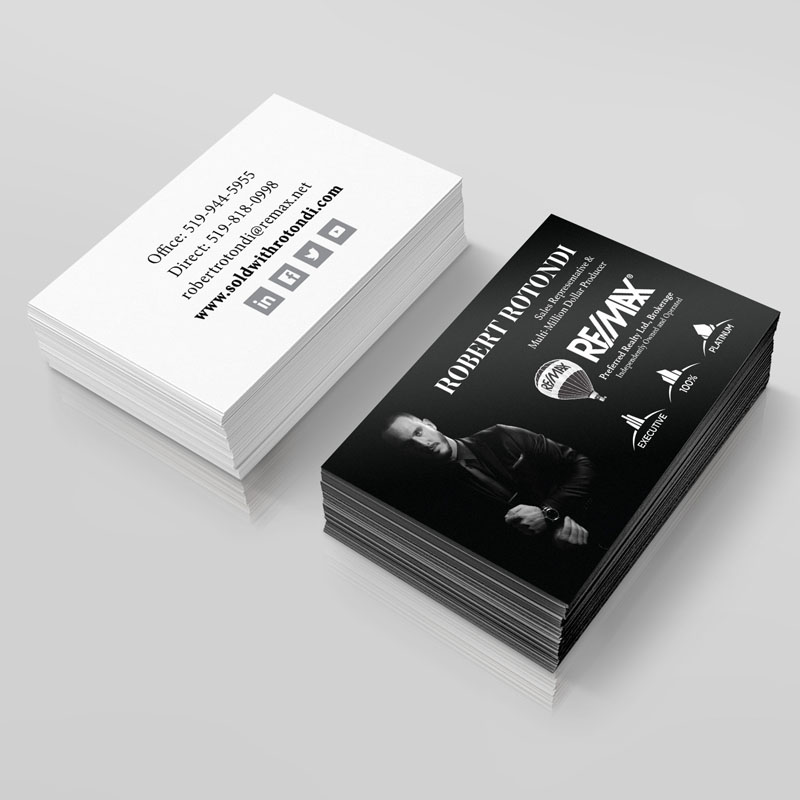 Office: 519-944-5955
Direct: 519-818-0998
robertrotondi@remax.net
www.soldwithrotondi.com
in f
ROBERT ROTONDI
Sales Representative &
Multi-Million Dollar Producer
RE/MAX
RE/MAX®
Preferred Realty Ltd., Brokerage
Independently Owned and Operated
EXECUTIVE
100%
PLATINUM